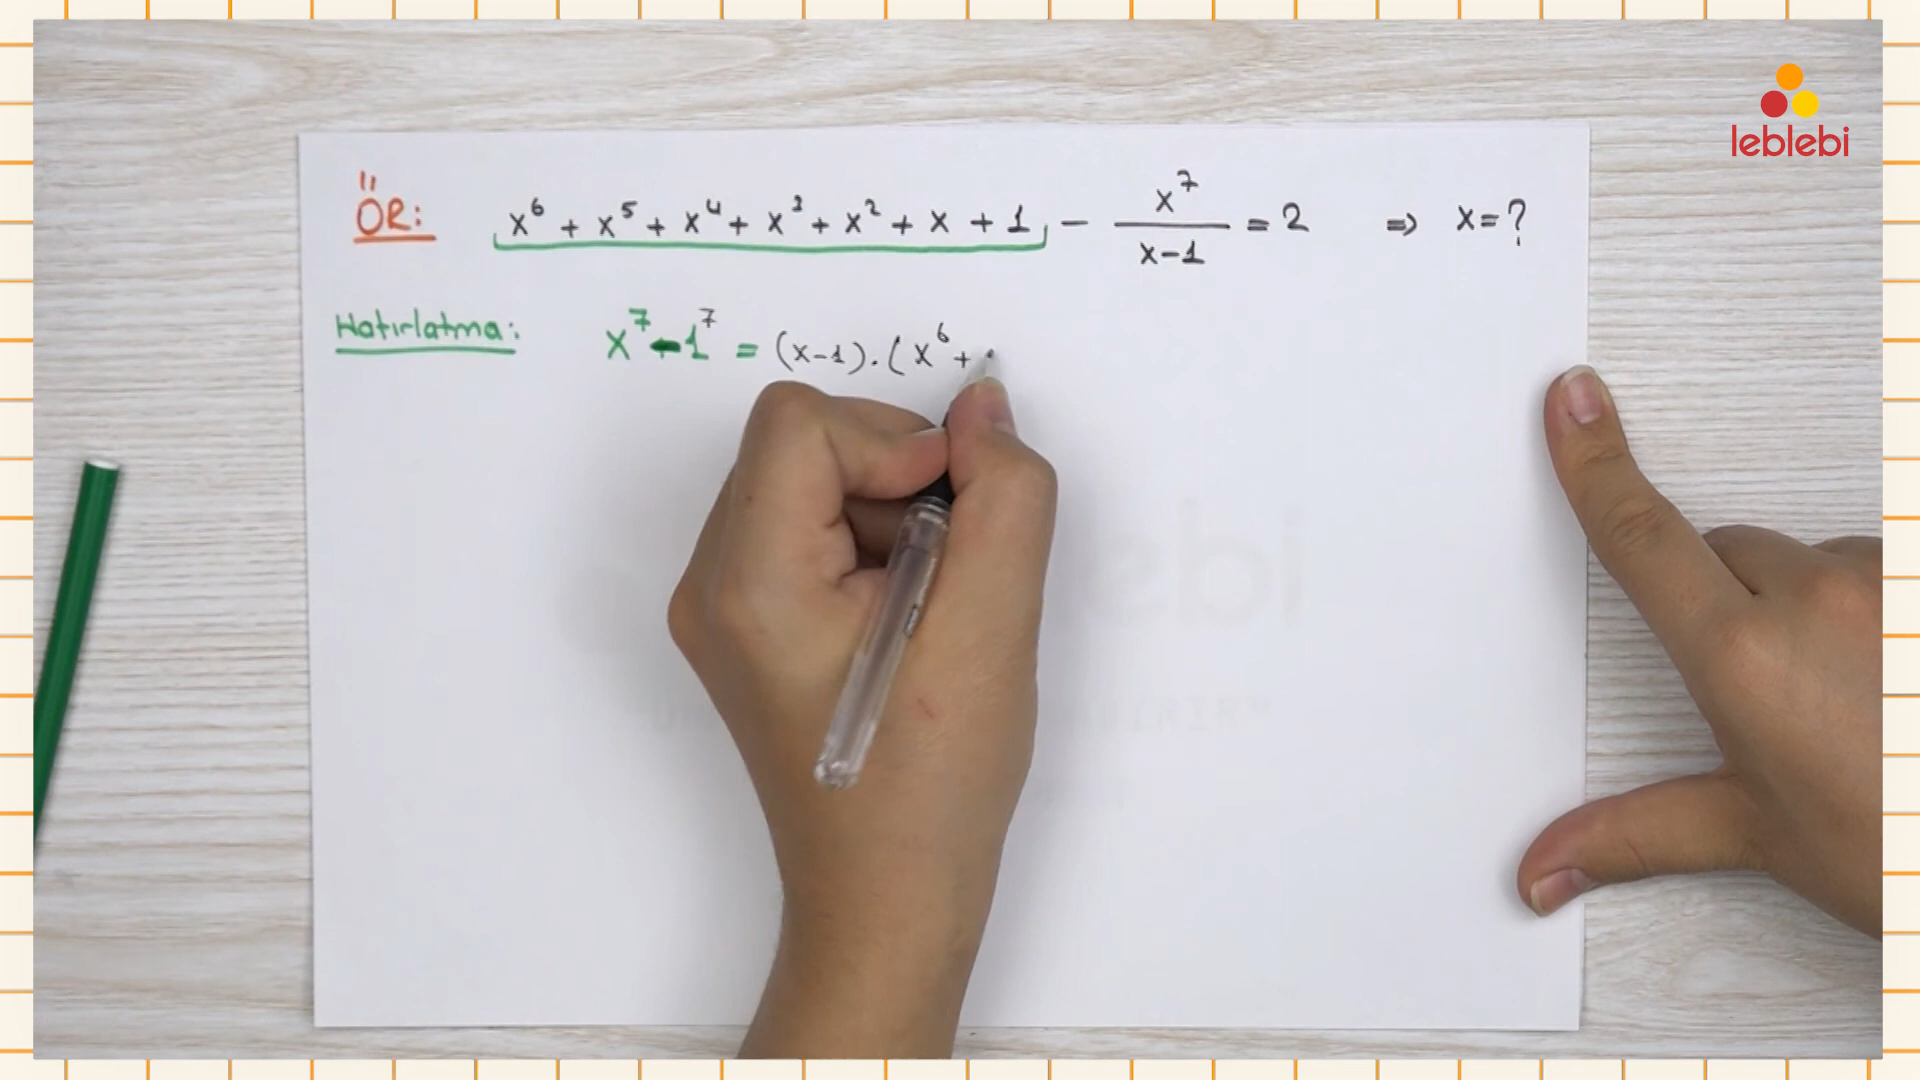 leblebi
ÖR: x⁶ + x⁵ + x⁴ + x³ + x² + x + 1 - x⁷/(x-1) = 2 ⇒ x = ?
Hatırlatma: x⁷ - 1⁷ = (x-1).(x⁶ +